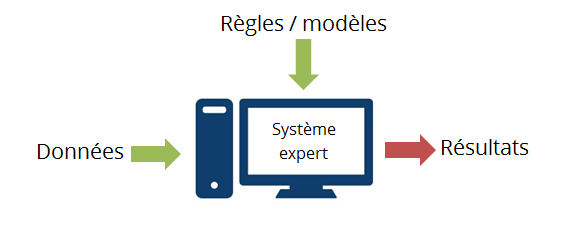 Règles / modèles
Système
expert
Données
Résultats